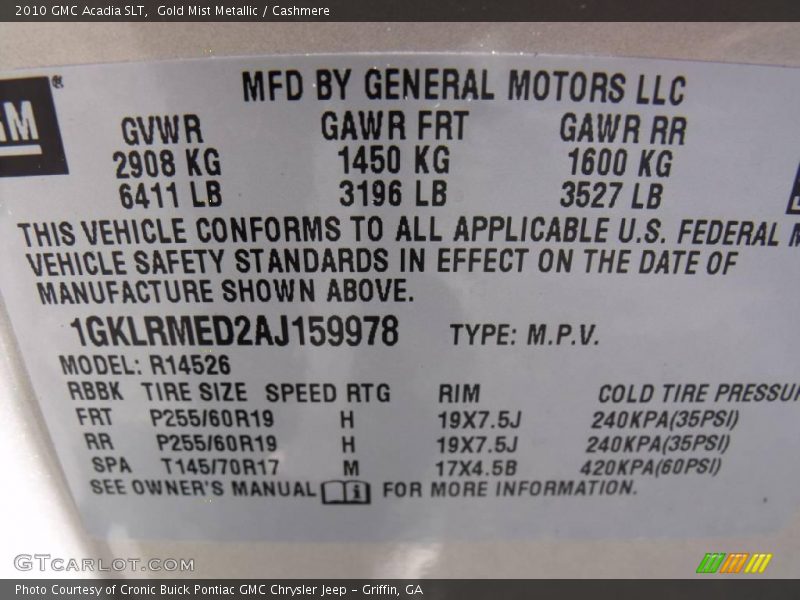 2010 GMC Acadia SLT, Gold Mist Metallic / Cashmere
GM®
MFD BY GENERAL MOTORS LLC
GVWR GAWR FRT GAWR RR
2908 KG 1450 KG 1600 KG
6411 LB 3196 LB 3527 LB
THIS VEHICLE CONFORMS TO ALL APPLICABLE U.S. FEDERAL
VEHICLE SAFETY STANDARDS IN EFFECT ON THE DATE OF
MANUFACTURE SHOWN ABOVE.
1GKLRMED2AJ159978 TYPE: M.P.V.
MODEL: R14526
RBBK TIRE SIZE SPEED RTG RIM COLD TIRE PRESSUR
FRT P255/60R19 H 19X7.5J 240KPA(35PSI)
RR P255/60R19 H 19X7.5J 240KPA(35PSI)
SPA T145/70R17 M 17X4.5B 420KPA(60PSI)
SEE OWNER'S MANUAL FOR MORE INFORMATION.
GTCARLOT.COM
Photo Courtesy of Cronic Buick Pontiac GMC Chrysler Jeep - Griffin, GA